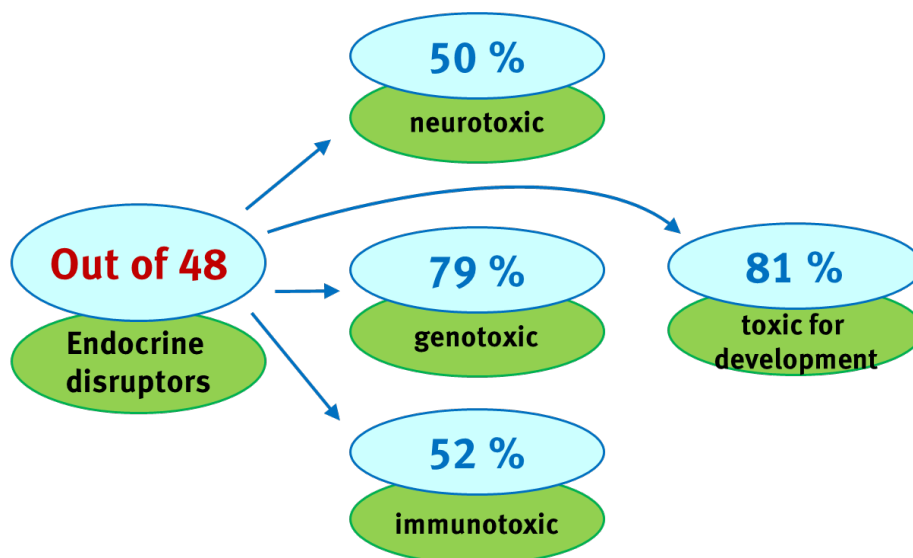 50 %
neurotoxic
Out of 48
Endocrine
disruptors
79 %
genotoxic
81 %
toxic for
development
52 %
immunotoxic